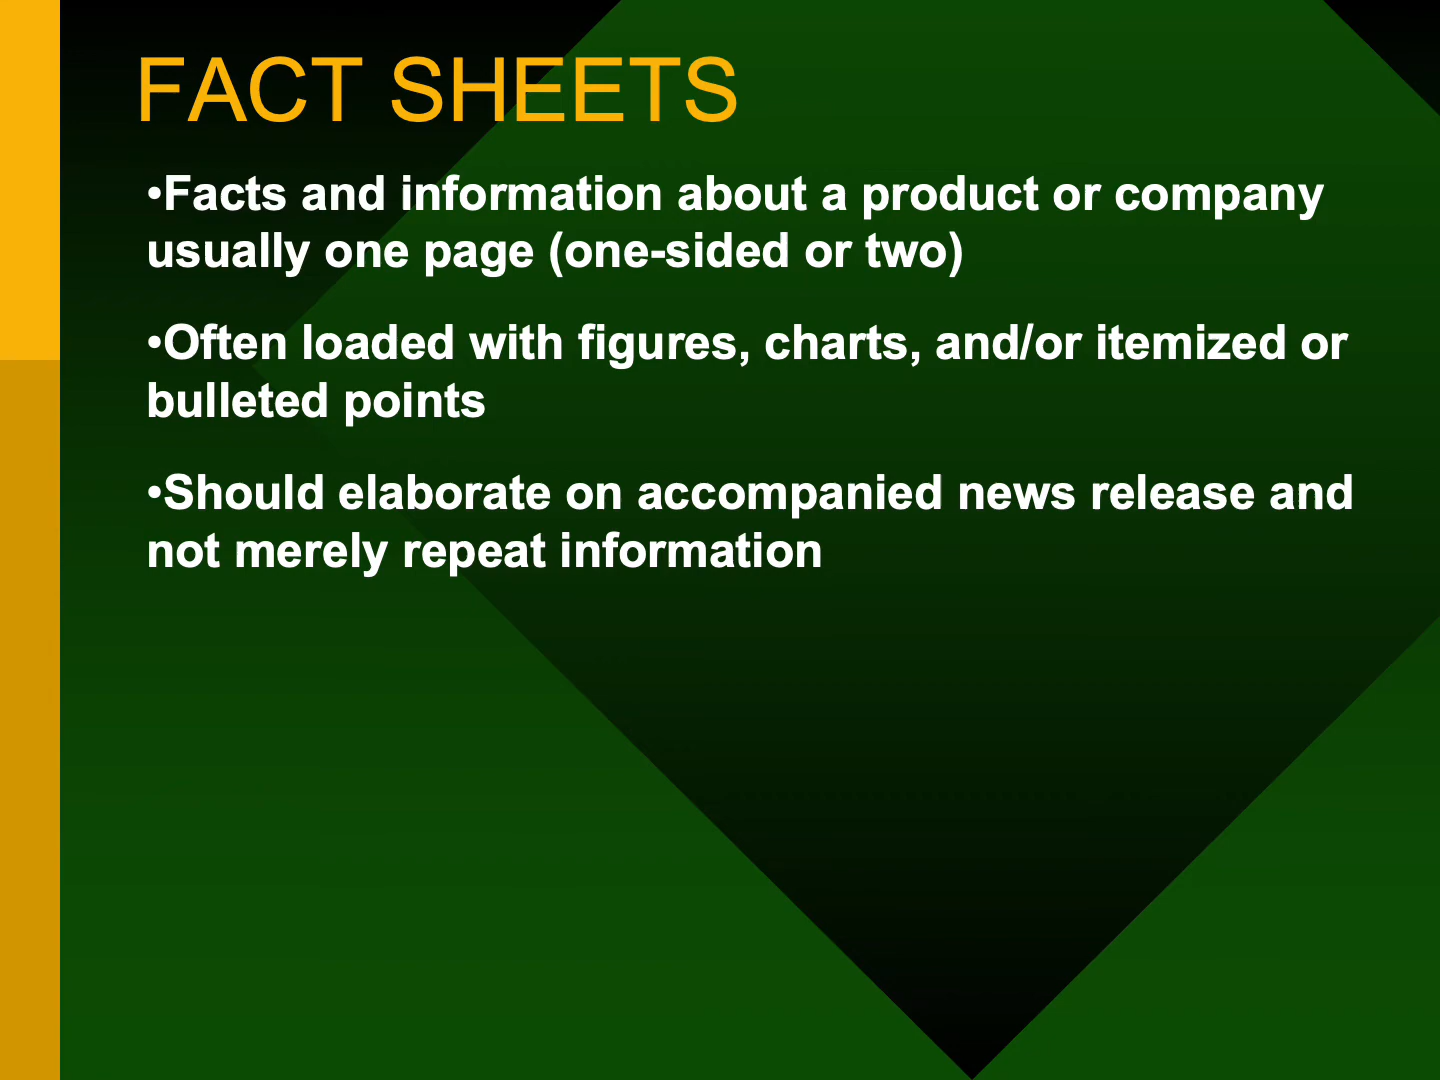 FACT SHEETS
•Facts and information about a product or company
usually one page (one-sided or two)
•Often loaded with figures, charts, and/or itemized or
bulleted points
•Should elaborate on accompanied news release and
not merely repeat information